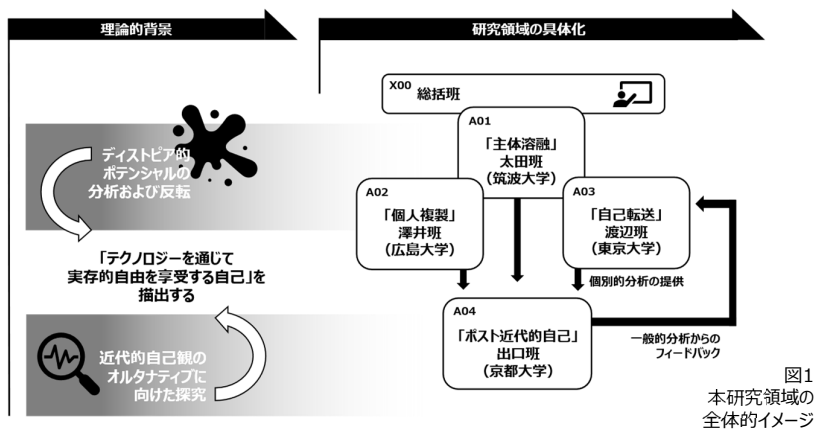 理論的背景
研究領域の具体化
X00 総括班
A01
「主体溶融」
太田班
(筑波大学)
ディストピア的
ポテンシャルの
分析および反転
A02
「個人複製」
澤井班
(広島大学)
A03
「自己転送」
渡辺班
(東京大学)
「テクノロジーを通じて
実存的自由を享受する自己」を
描出する
個別的分析の提供
A04
「ポスト近代的自己」
出口班
(京都大学)
一般的分析からの
フィードバック
近代的自己観の
オルタナティブに
向けた探究
図1
本研究領域の
全体的イメージ